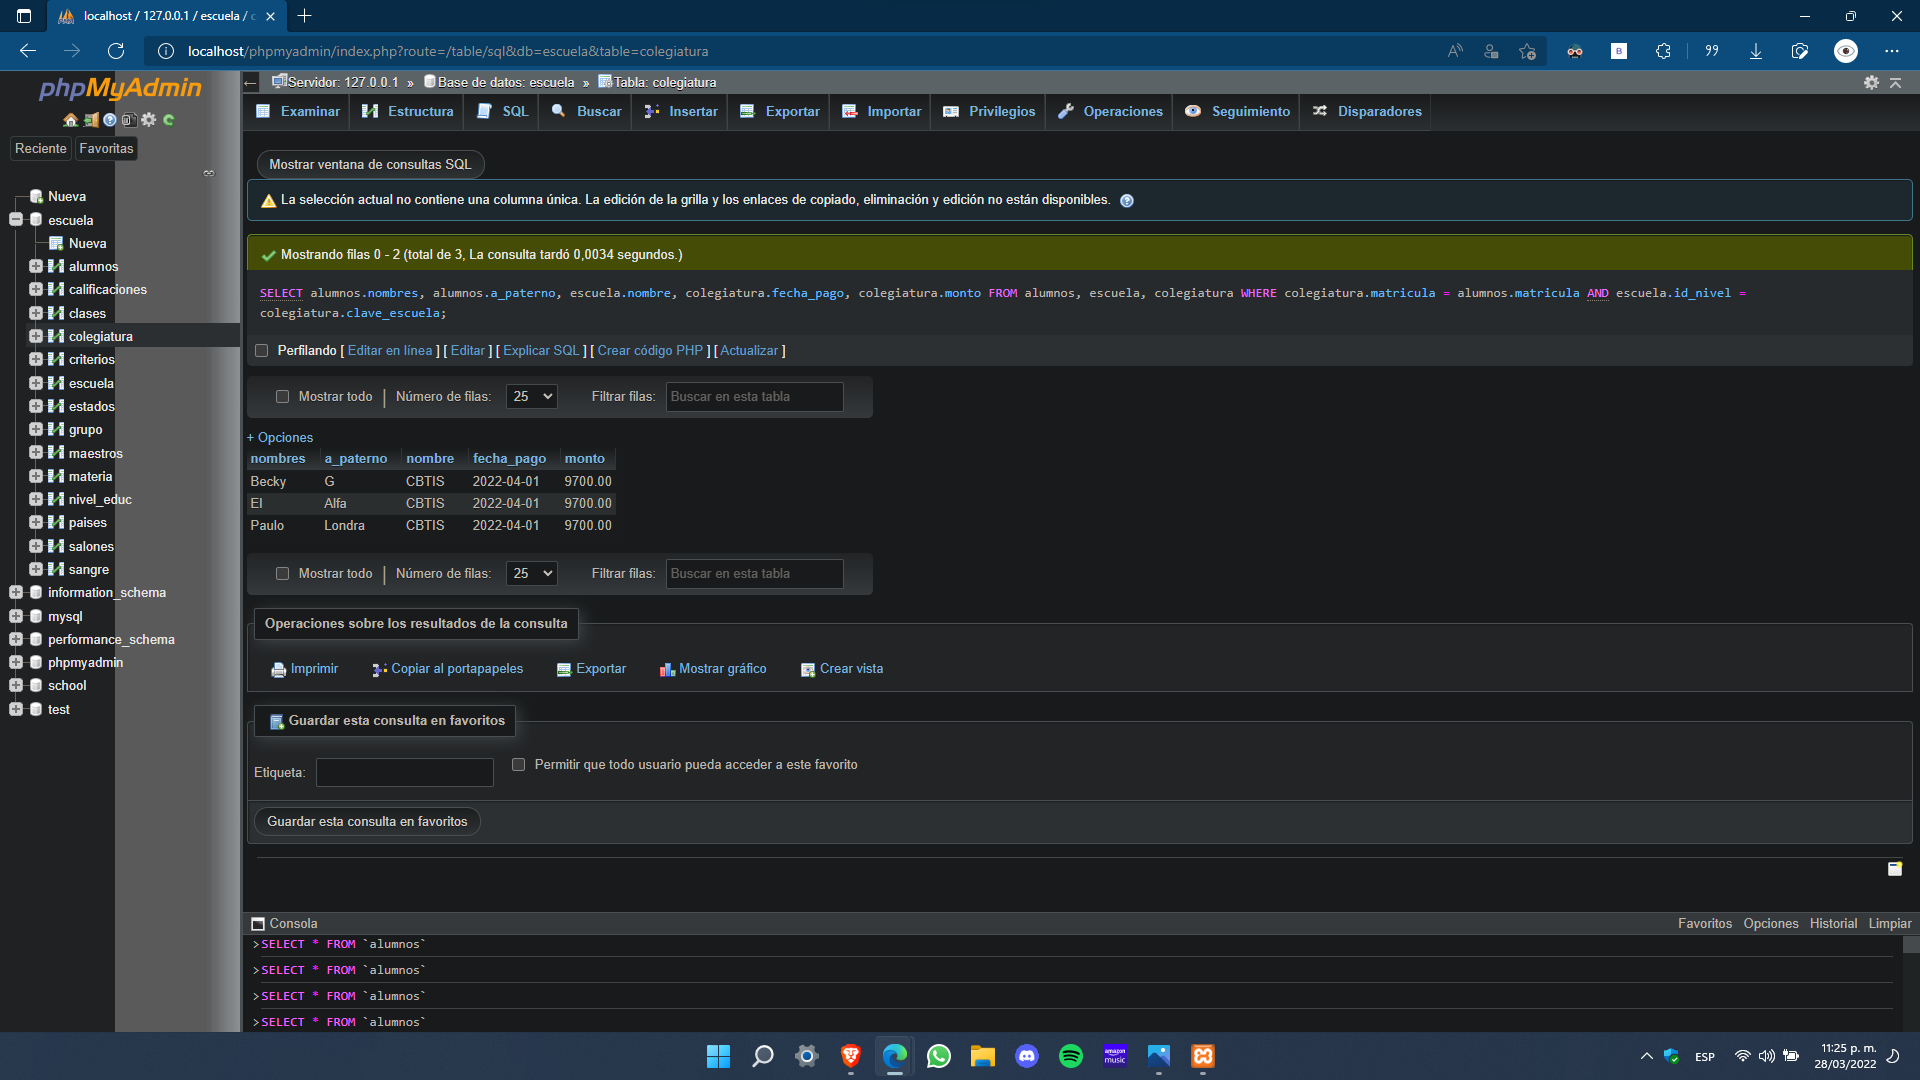 localhost / 127.0.0.1 / escuela / c
localhost/phpmyadmin/index.php?route=/table/sql&db=escuela&table=colegiatura
phpMyAdmin
Reciente Favoritas
Nueva
escuela
Nueva
alumnos
calificaciones
clases
colegiatura
criterios
escuela
estados
grupo
maestros
materia
nivel_educ
paises
salones
sangre
information_schema
mysql
performance_schema
phpmyadmin
school
test
Servidor: 127.0.0.1 » Base de datos: escuela » Tabla: colegiatura
Examinar Estructura SQL Buscar Insertar Exportar Importar Privilegios Operaciones Seguimiento Disparadores
Mostrar ventana de consultas SQL
La selección actual no contiene una columna única. La edición de la grilla y los enlaces de copiado, eliminación y edición no están disponibles.
Mostrando filas 0 - 2 (total de 3, La consulta tardó 0,0034 segundos.)
SELECT alumnos.nombres, alumnos.a_paterno, escuela.nombre, colegiatura.fecha_pago, colegiatura.monto FROM alumnos, escuela, colegiatura WHERE colegiatura.matricula = alumnos.matricula AND escuela.id_nivel =
colegiatura.clave_escuela;
Perfilando [ Editar en línea ] [ Editar ] [ Explicar SQL ] [ Crear código PHP ] [ Actualizar ]
Mostrar todo | Número de filas: 25 Filtrar filas: Buscar en esta tabla
+ Opciones
nombres a_paterno nombre fecha_pago monto
Becky G CBTIS 2022-04-01 9700.00
El Alfa CBTIS 2022-04-01 9700.00
Paulo Londra CBTIS 2022-04-01 9700.00
Mostrar todo | Número de filas: 25 Filtrar filas: Buscar en esta tabla
Operaciones sobre los resultados de la consulta
Imprimir Copiar al portapapeles Exportar Mostrar gráfico Crear vista
Guardar esta consulta en favoritos
Etiqueta: Permitir que todo usuario pueda acceder a este favorito
Guardar esta consulta en favoritos
Consola Favoritos Opciones Historial Limpiar
>SELECT * FROM `alumnos`
>SELECT * FROM `alumnos`
>SELECT * FROM `alumnos`
>SELECT * FROM `alumnos`
amazon music
ESP
11:25 p. m.
28/03/2022